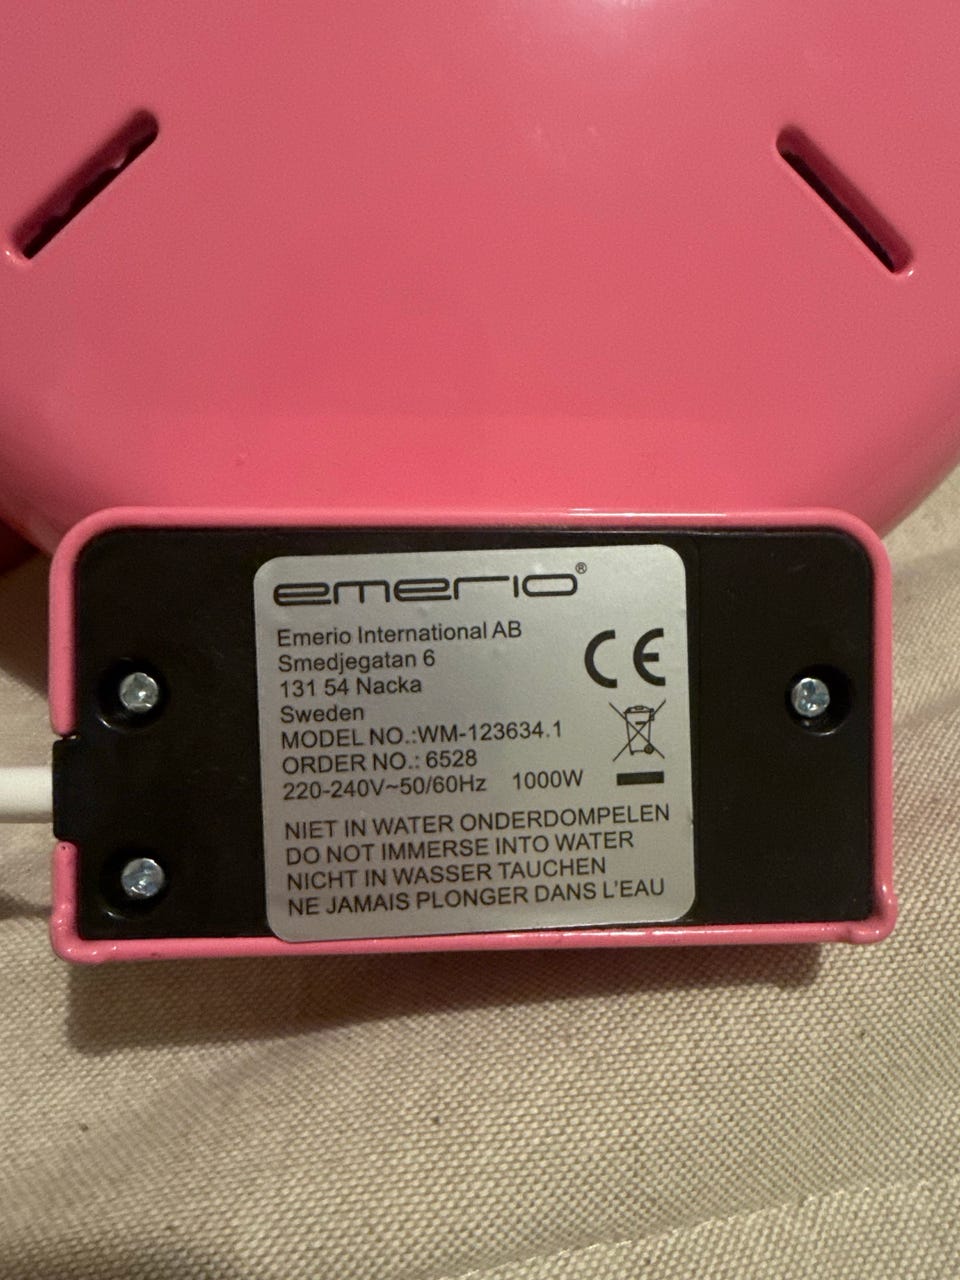 emerio®
Emerio International AB
Smedjegatan 6
131 54 Nacka
Sweden
MODEL NO.:WM-123634.1
ORDER NO.: 6528
220-240V~50/60Hz 1000W
CE
NIET IN WATER ONDERDOMPELEN
DO NOT IMMERSE INTO WATER
NICHT IN WASSER TAUCHEN
NE JAMAIS PLONGER DANS L'EAU